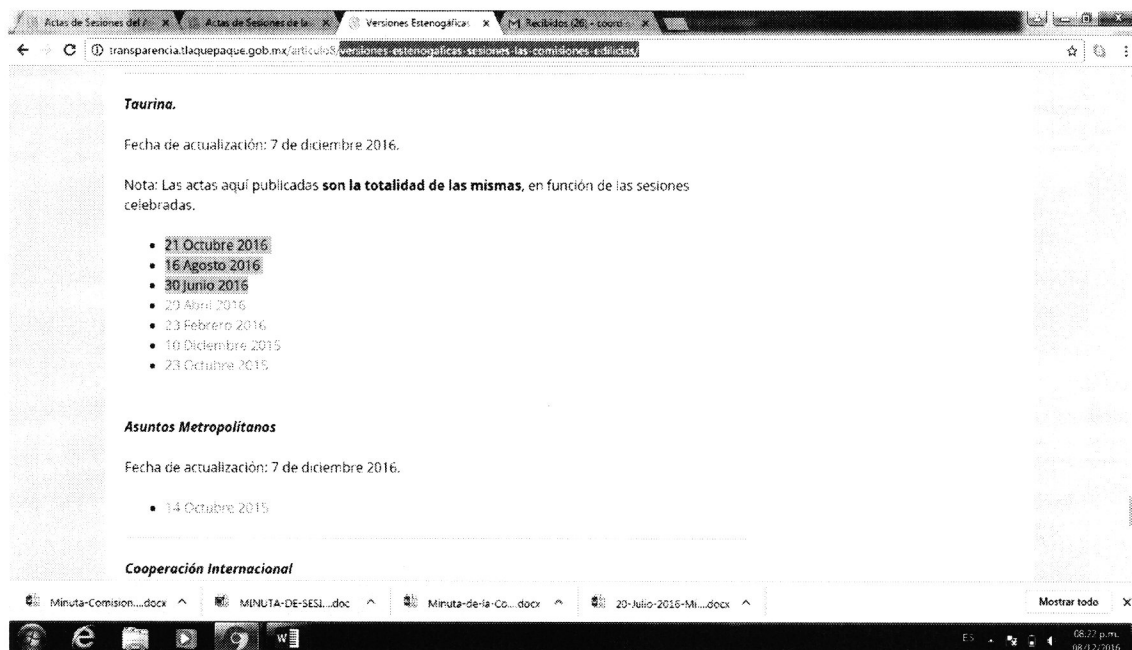 Actas de Sesiones del A
Actas de Sesiones de la
Versiones Estenogáficas
Recibidos (26) - coord
transparencia.tlaquepaque.gob.mx/articulo8/versiones-estenogaficas-sesiones-las-comisiones-edilicias/
Taurina.
Fecha de actualización: 7 de diciembre 2016.
Nota: Las actas aquí publicadas son la totalidad de las mismas, en función de las sesiones
celebradas.
• 21 Octubre 2016
• 16 Agosto 2016
• 30 Junio 2016
• 29 Abril 2016
• 23 Febrero 2016
• 10 Diciembre 2015
• 23 Octubre 2015
Asuntos Metropolitanos
Fecha de actualización: 7 de diciembre 2016.
• 14 Octubre 2015
Cooperación Internacional
Minuta-Comision....docx
MINUTA-DE-SESI....doc
Minuta-de-la-Co....docx
20-Julio-2016-Mi....docx
Mostrar todo
ES
08:22 p.m.
08/12/2016